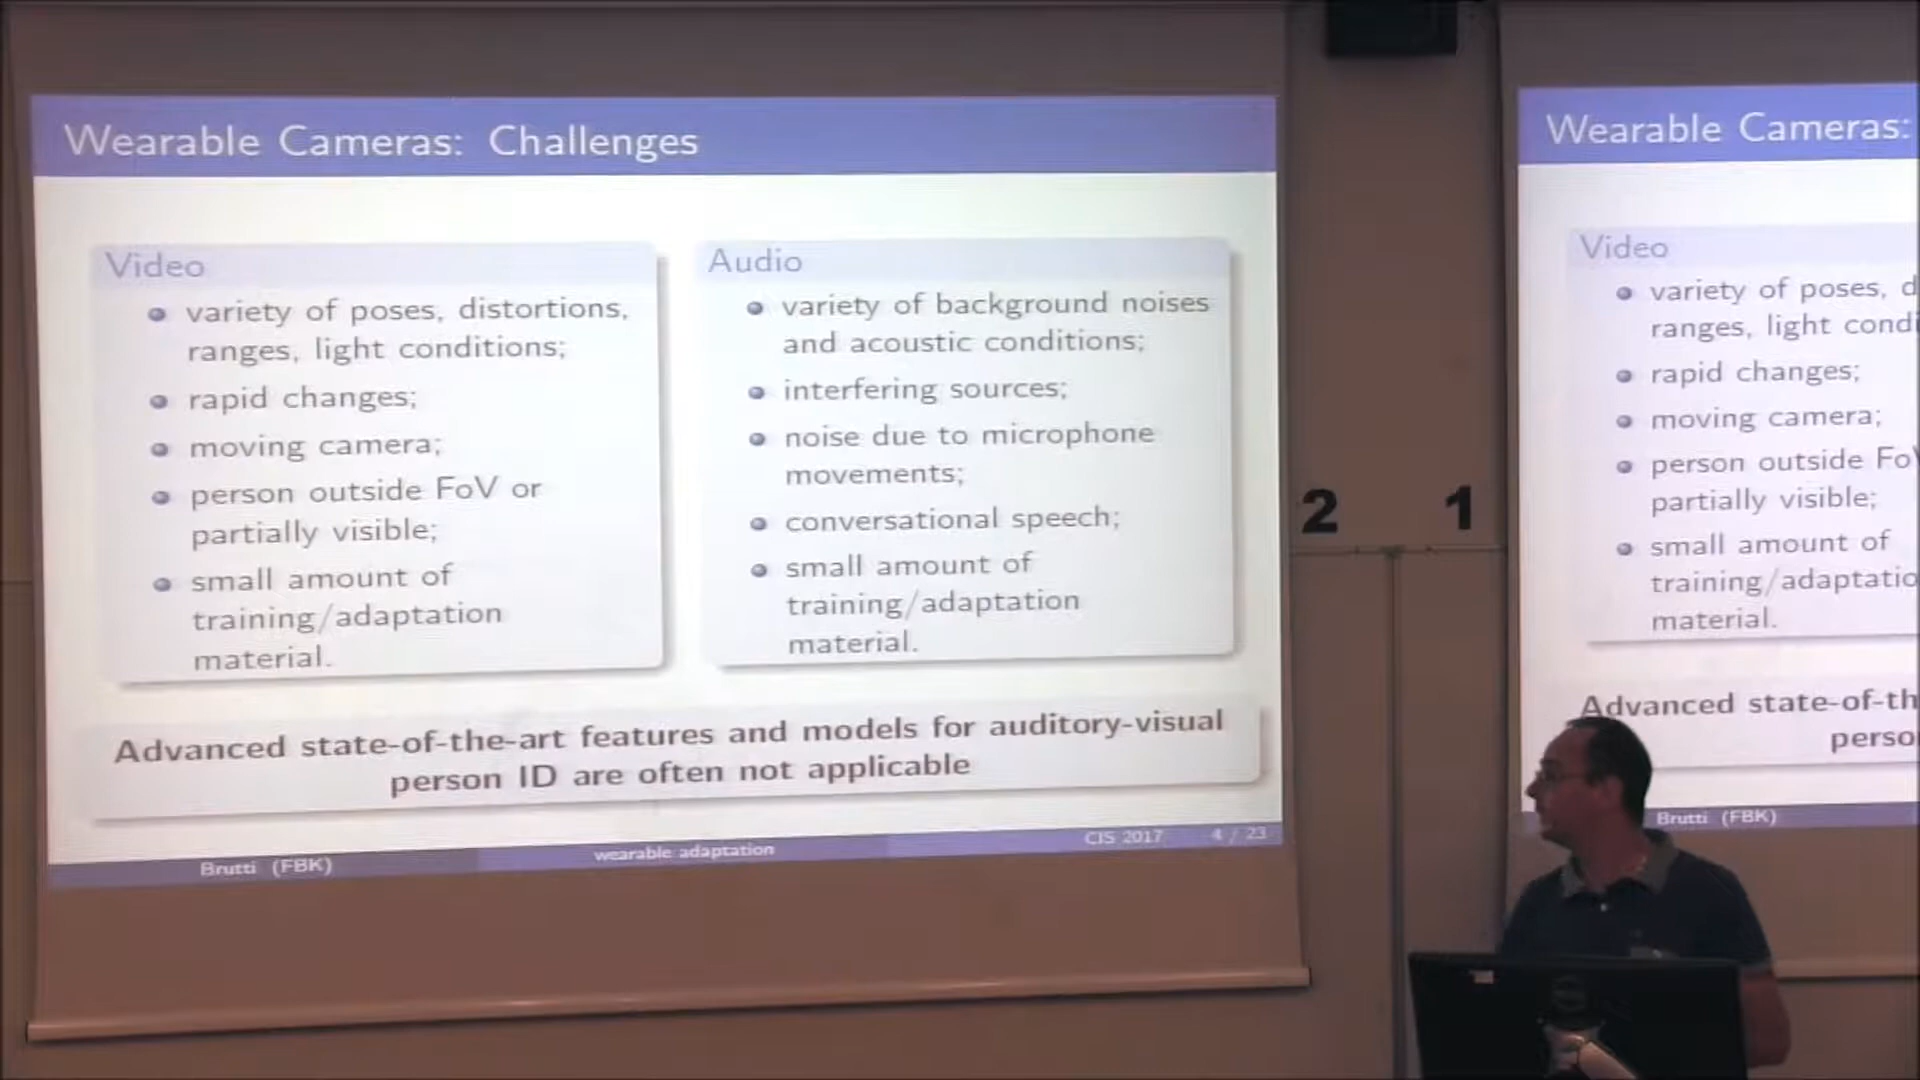 Wearable Cameras: Challenges
Video
variety of poses, distortions,
ranges, light conditions;
rapid changes;
moving camera;
person outside FoV or
partially visible;
small amount of
training/adaptation
material.
Audio
variety of background noises
and acoustic conditions;
interfering sources;
noise due to microphone
movements;
conversational speech;
small amount of
training/adaptation
material.
Advanced state-of-the-art features and models for auditory-visual
person ID are often not applicable
Brutti (FBK)
wearable adaptation
CIS 2017
4 / 23
2
1
Wearable Cameras:
Video
variety of poses, d
ranges, light condi
rapid changes;
moving camera;
person outside Fo
partially visible;
small amount of
training/adaptatio
material.
Advanced state-of-th
perso
Brutti (FBK)